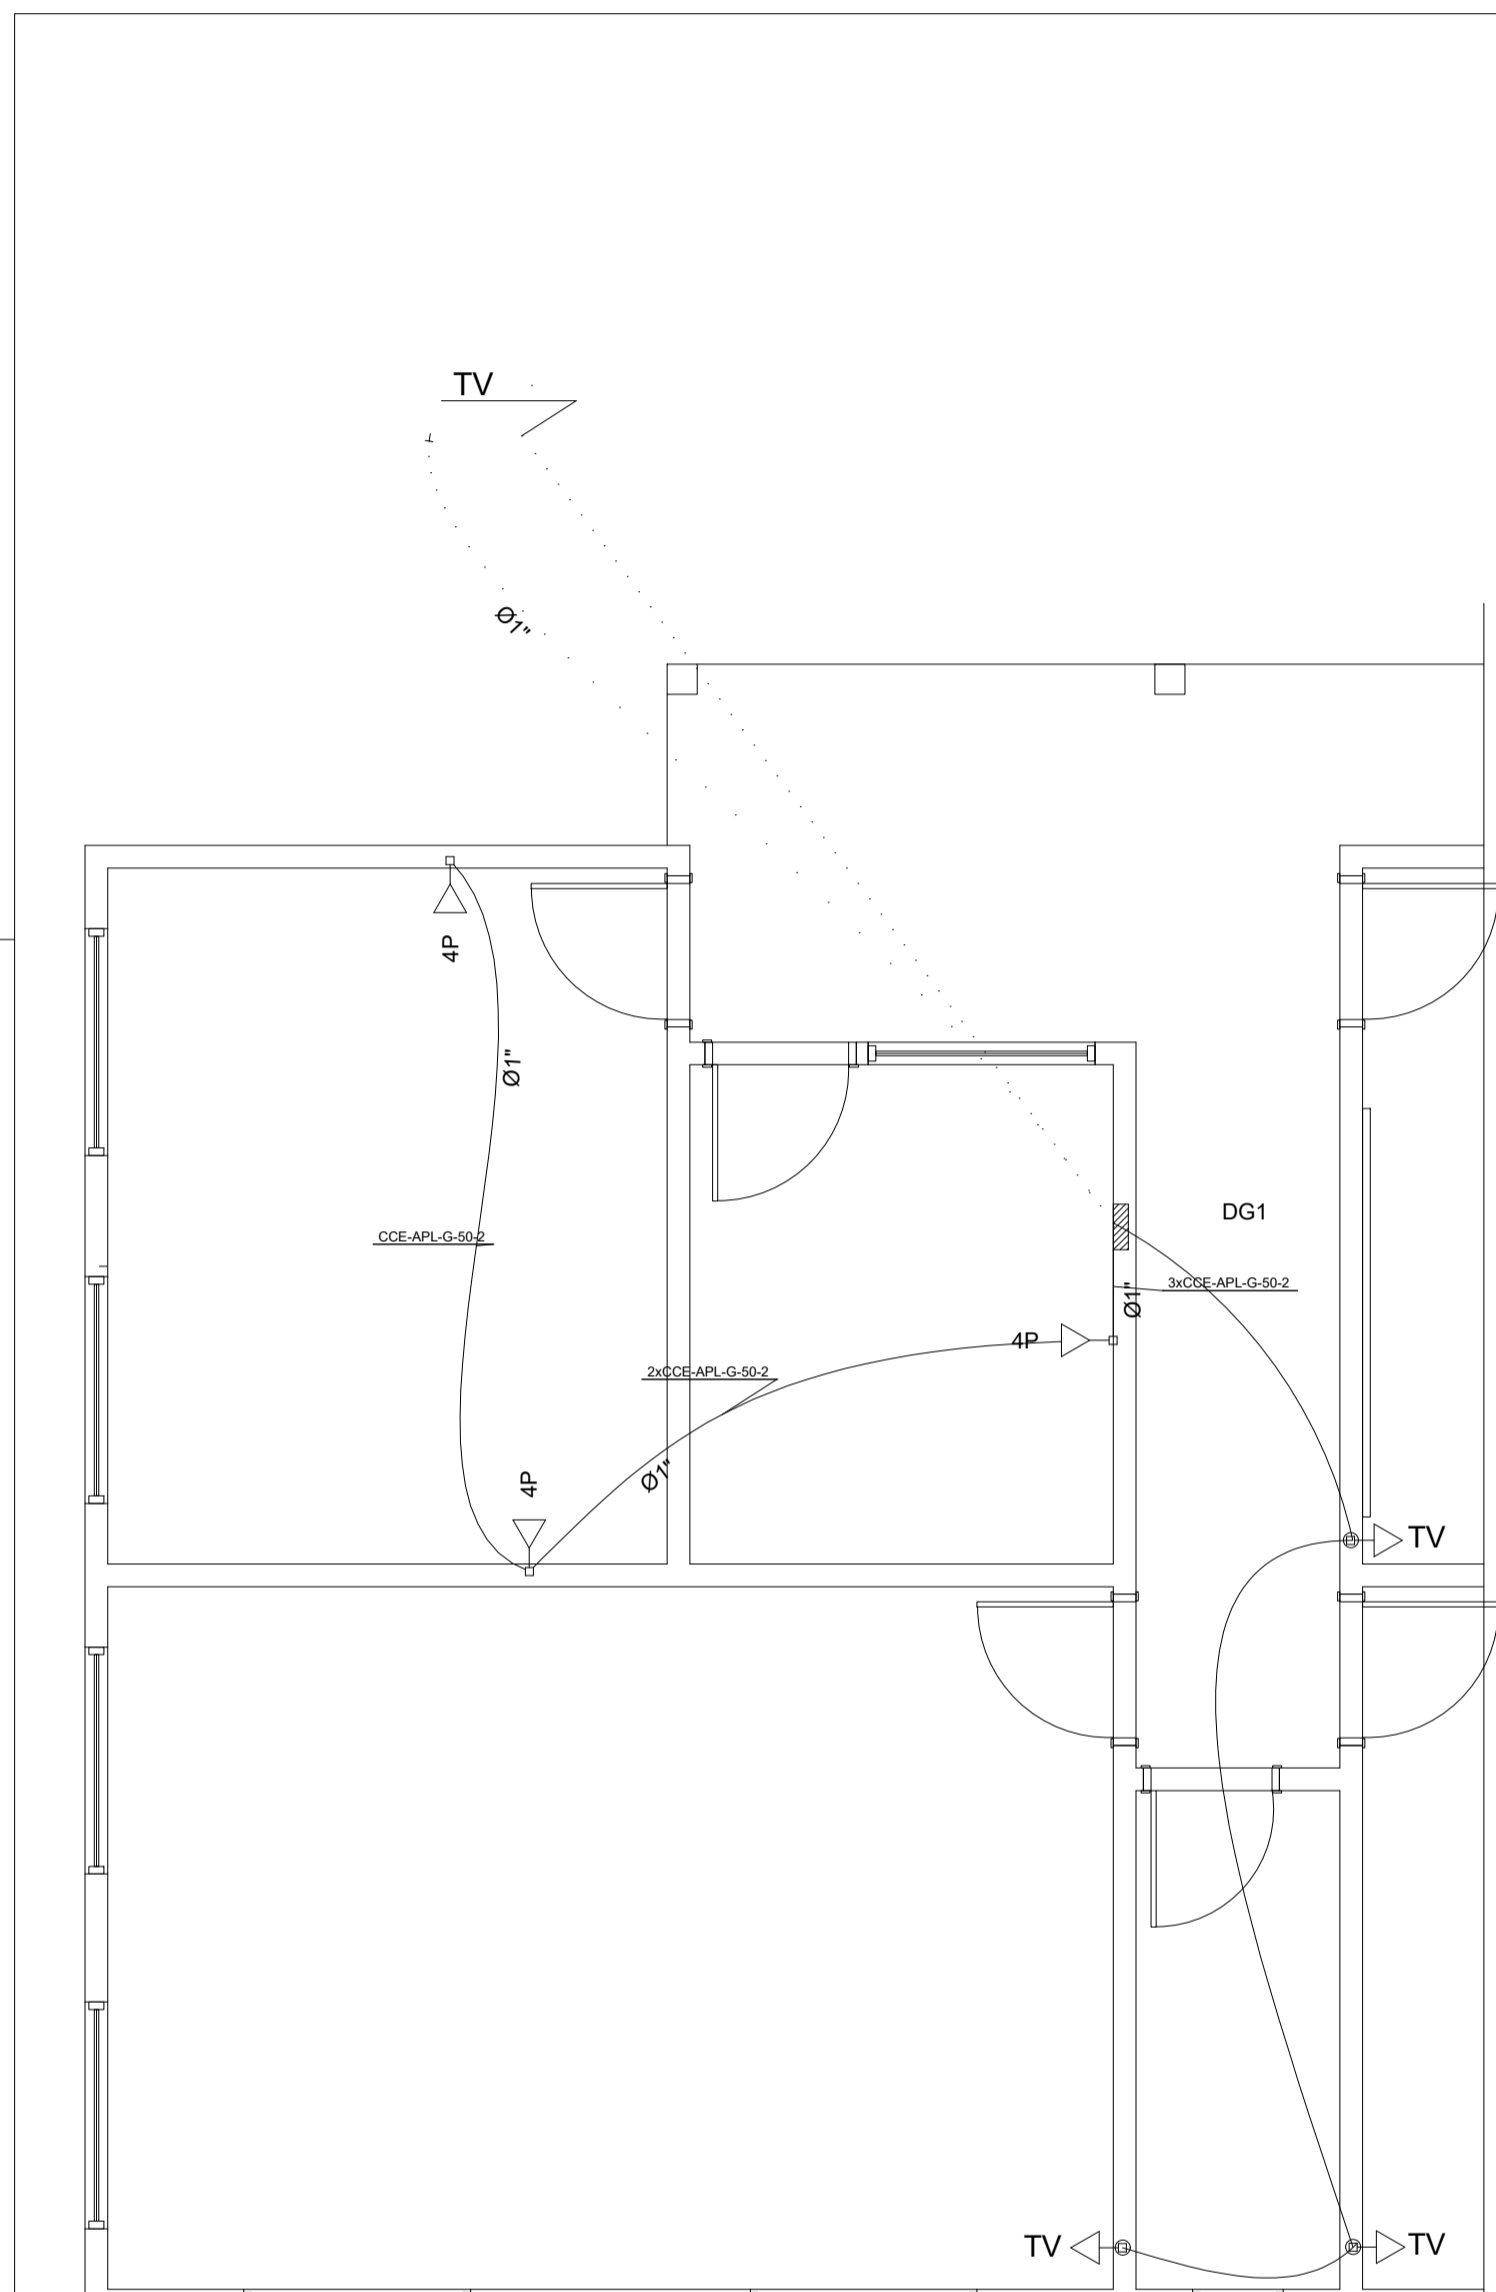 TV
Ø1"
4P
Ø1"
DG1
CCE-APL-G-50-2
3xCCE-APL-G-50-2
Ø1"
4P
2xCCE-APL-G-50-2
Ø1"
4P
TV
TV
TV